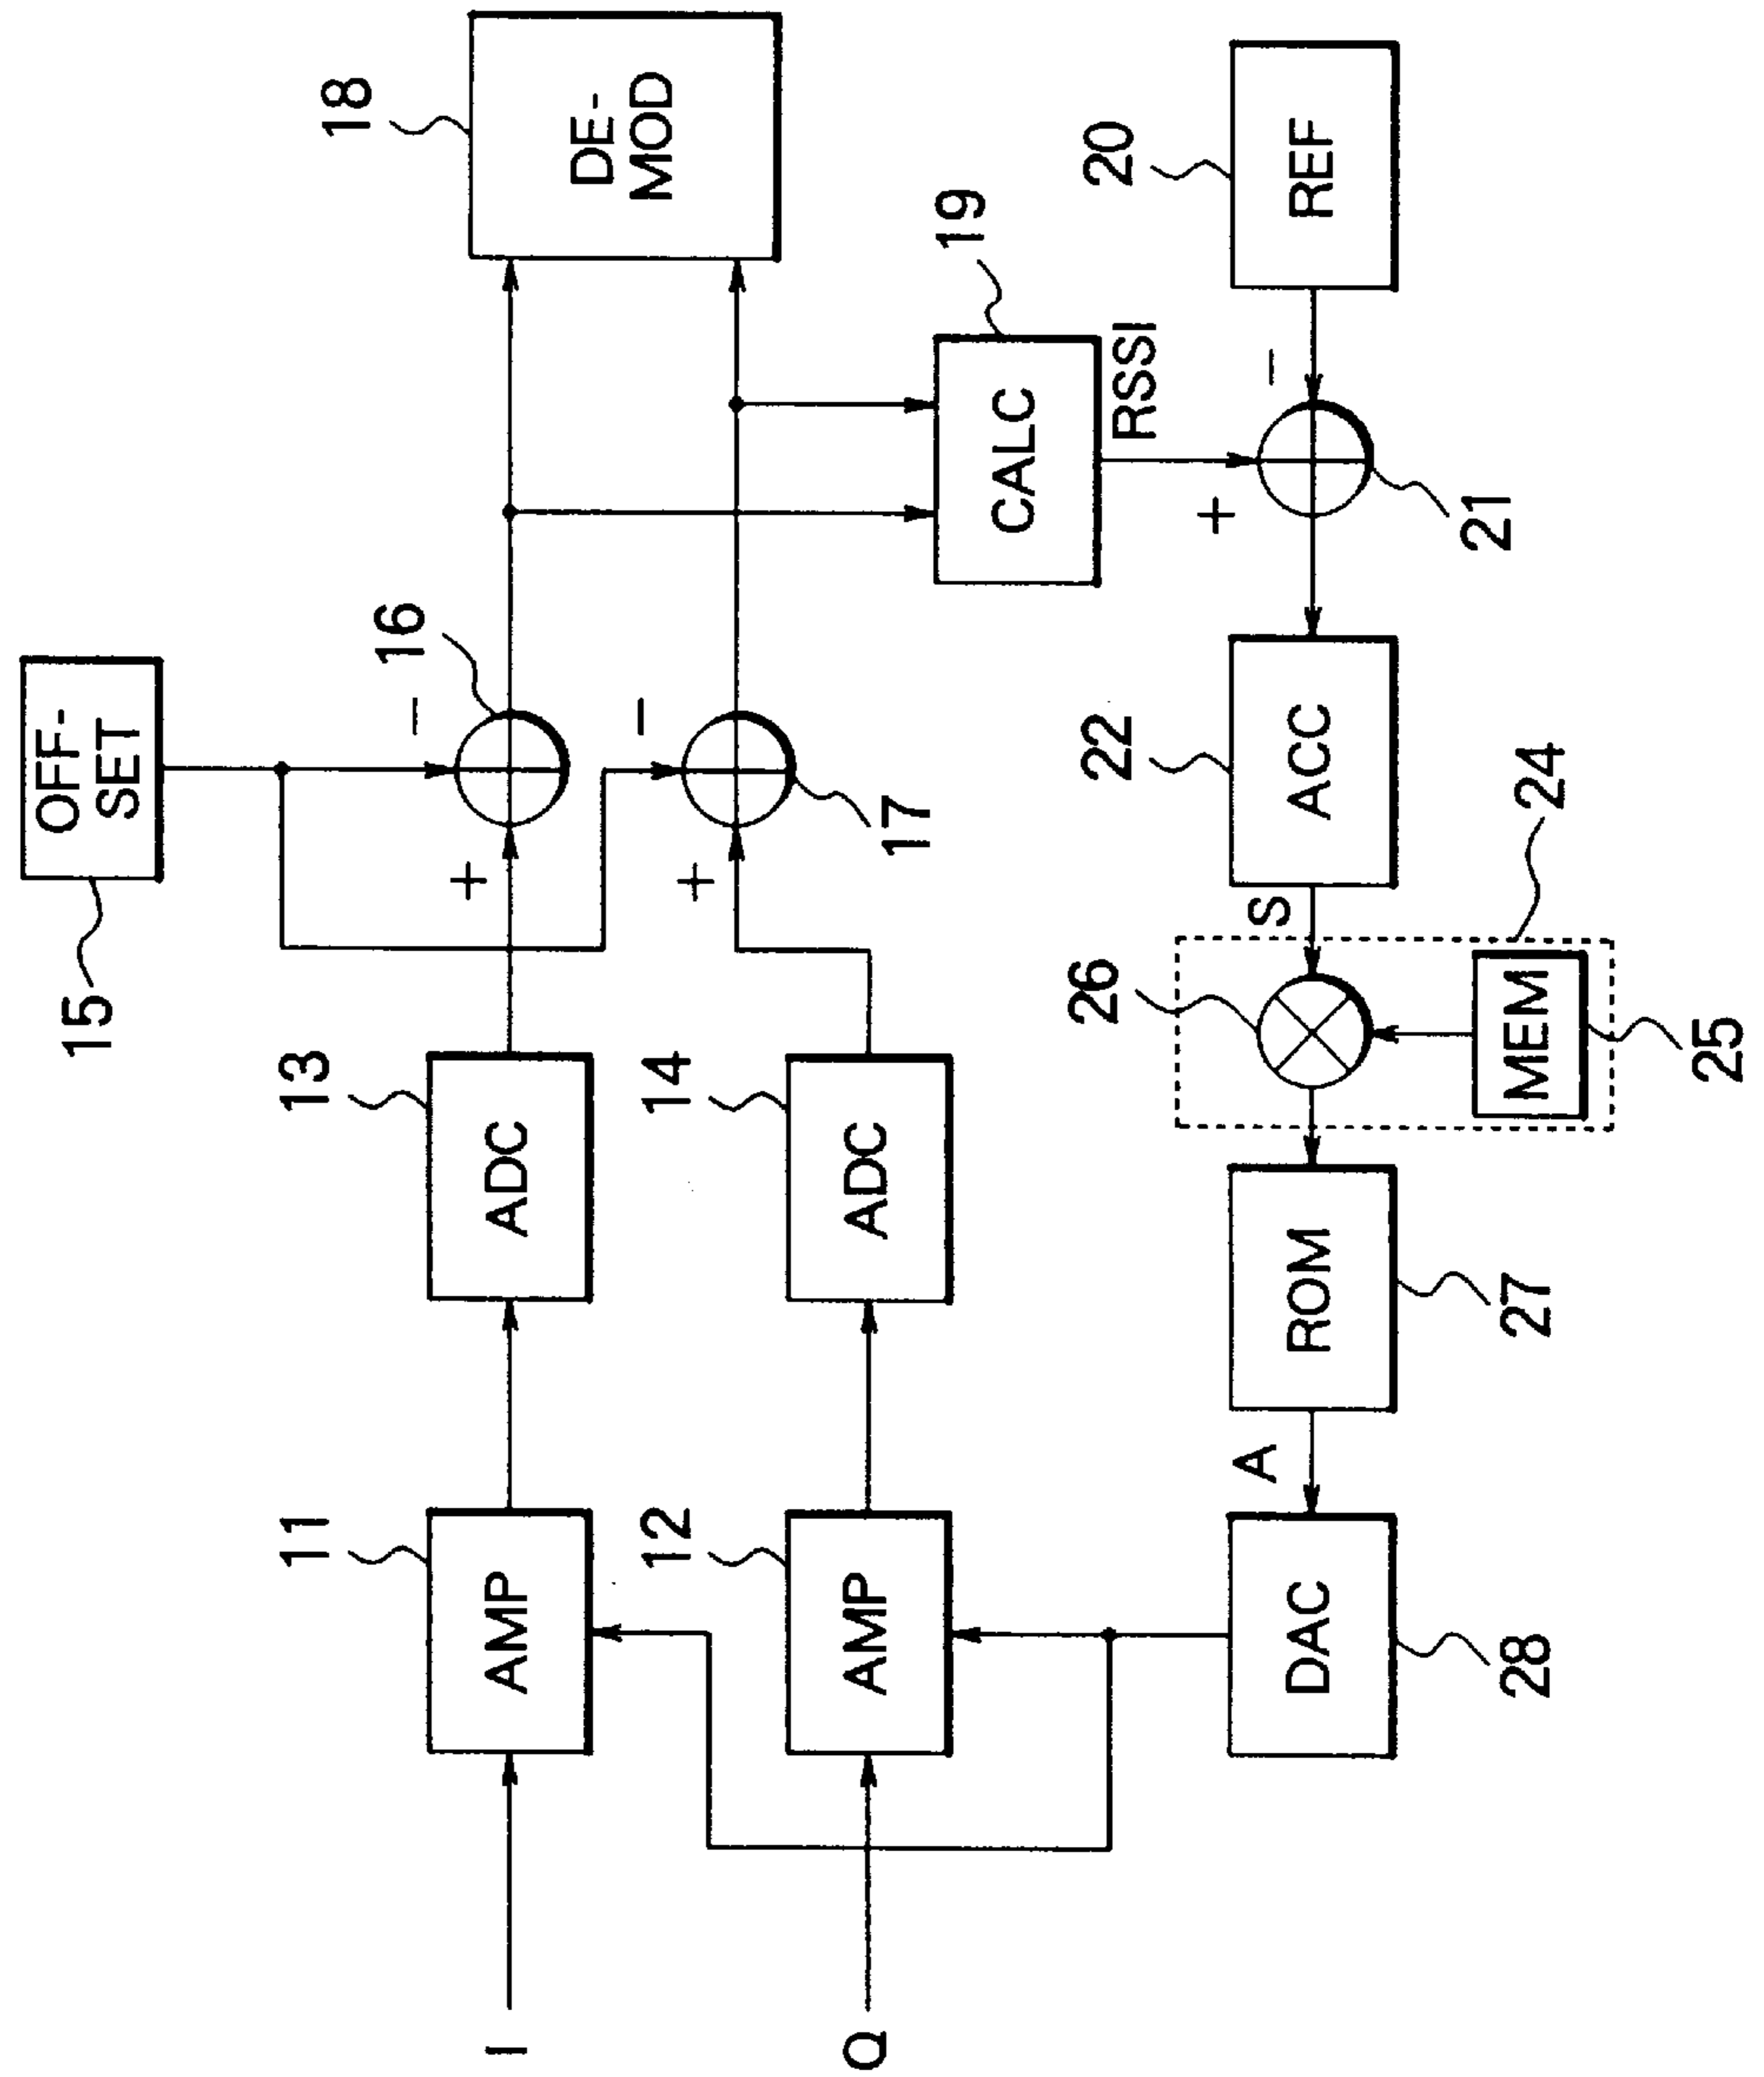 15
OFF-
SET
I
11
AMP
13
ADC
+
−
16
18
DE-
MOD
Q
12
AMP
14
ADC
+
−
17
19
CALC
RSSI
28
DAC
A
27
ROM
26
S
24
25
MEM
22
ACC
+
−
21
20
REF